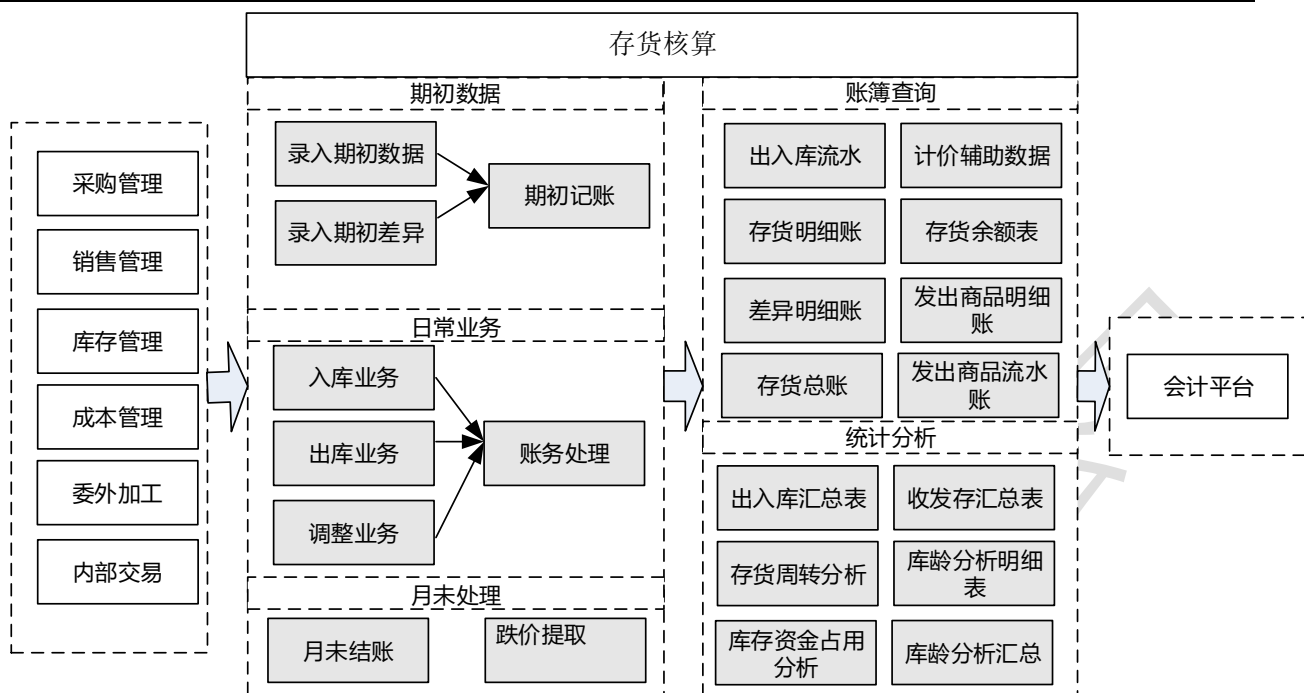 存货核算
采购管理
销售管理
库存管理
成本管理
委外加工
内部交易
期初数据
录入期初数据
录入期初差异
期初记账
日常业务
入库业务
出库业务
调整业务
账务处理
月未处理
月未结账
跌价提取
账簿查询
出入库流水
计价辅助数据
存货明细账
存货余额表
差异明细账
发出商品明细
账
存货总账
发出商品流水
账
统计分析
出入库汇总表
收发存汇总表
存货周转分析
库龄分析明细
表
库存资金占用
分析
库龄分析汇总
会计平台